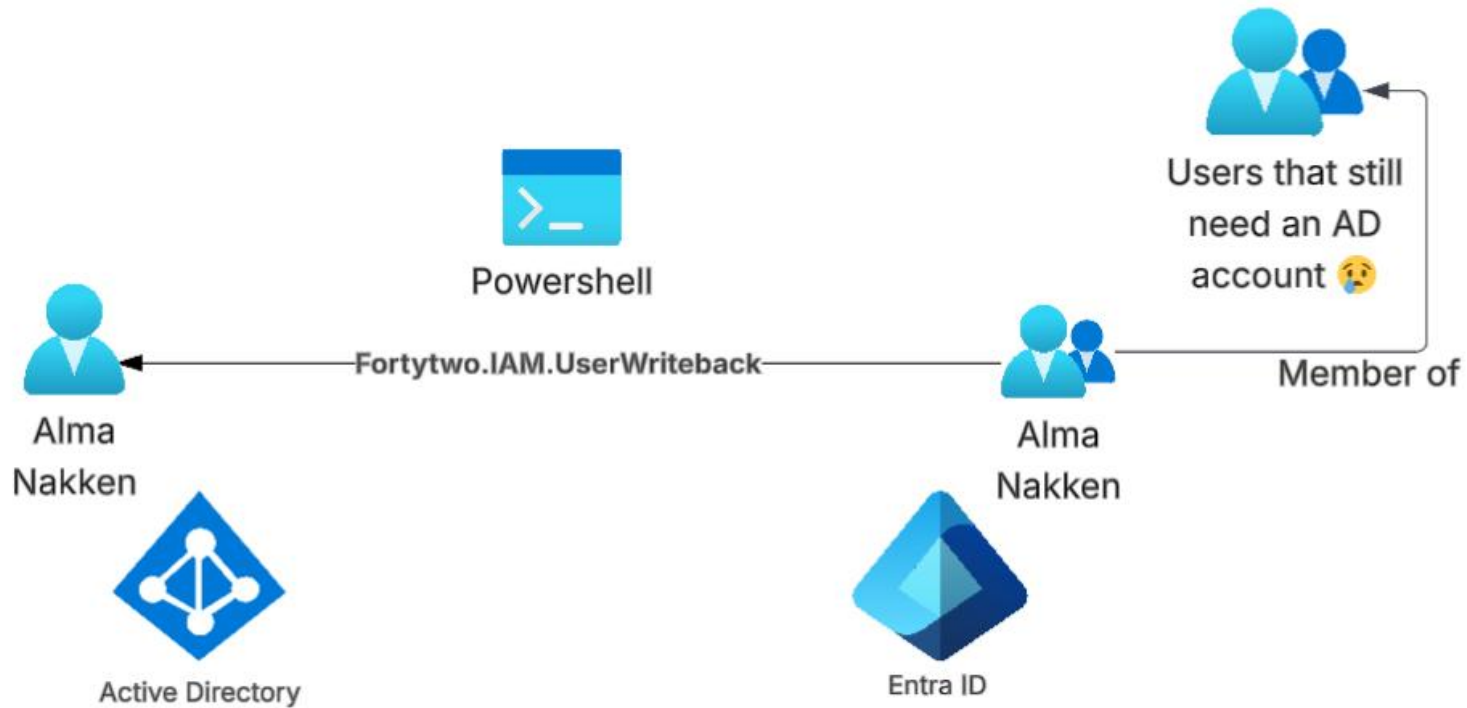 Users that still
need an AD
account 😢
Powershell
Fortytwo.IAM.UserWriteback
Member of
Alma
Nakken
Alma
Nakken
Active Directory
Entra ID